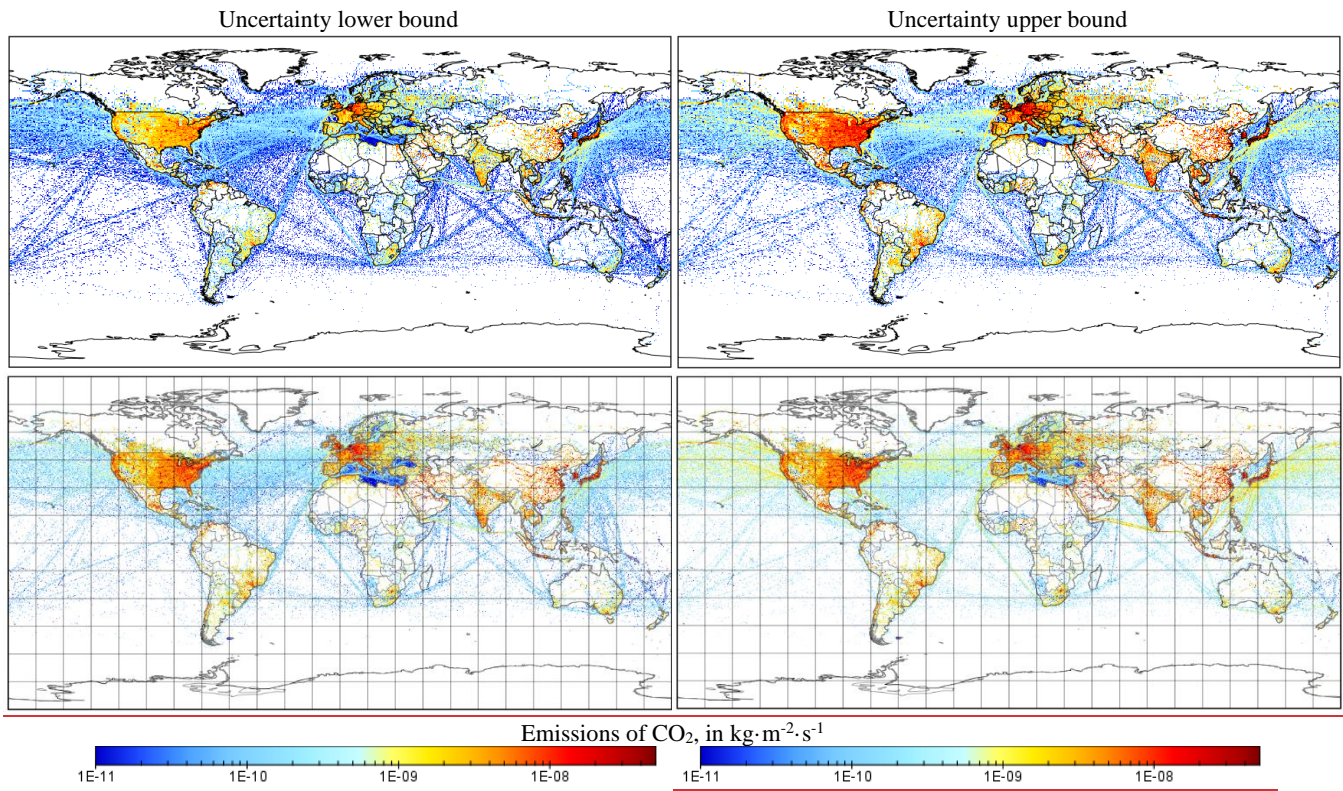 Uncertainty lower bound Uncertainty upper bound
Emissions of CO₂, in kg·m⁻²·s⁻¹
1E-11 1E-10 1E-09 1E-08 1E-11 1E-10 1E-09 1E-08